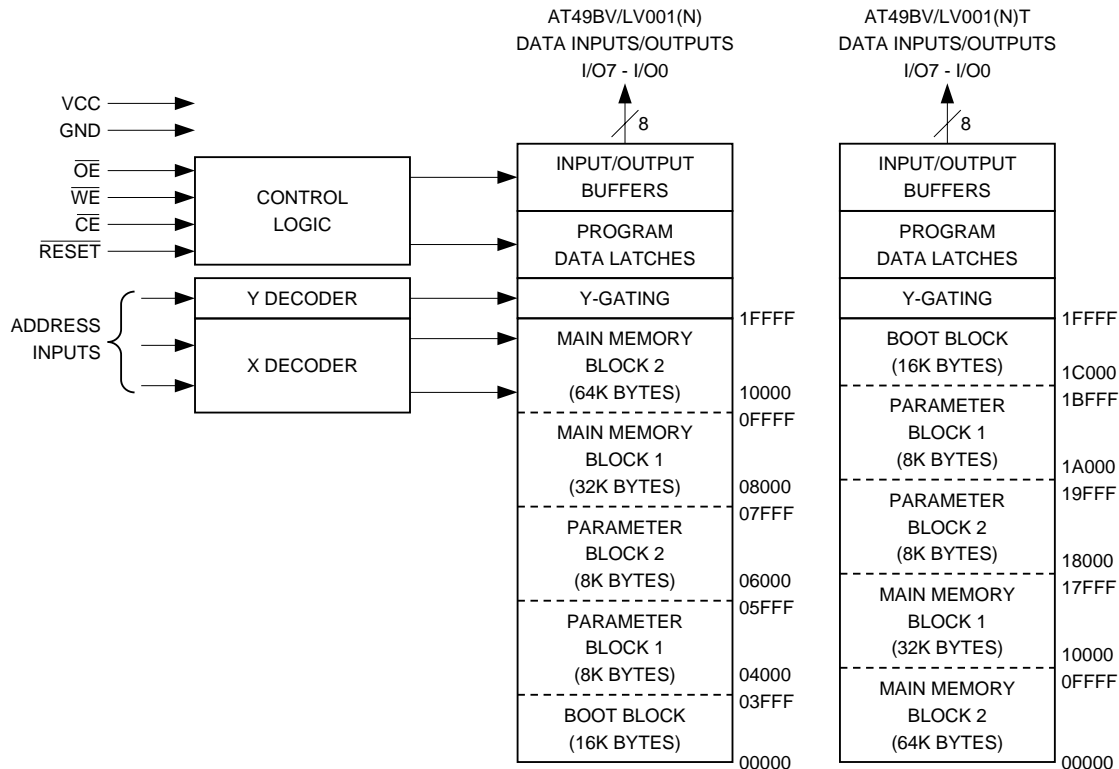 AT49BV/LV001(N)
DATA INPUTS/OUTPUTS
I/O7 - I/O0
8
AT49BV/LV001(N)T
DATA INPUTS/OUTPUTS
I/O7 - I/O0
8
VCC
GND
OE
WE
CE
RESET
CONTROL
LOGIC
ADDRESS
INPUTS
Y DECODER
X DECODER
INPUT/OUTPUT
BUFFERS
PROGRAM
DATA LATCHES
Y-GATING
1FFFF
MAIN MEMORY
BLOCK 2
(64K BYTES)
10000
0FFFF
MAIN MEMORY
BLOCK 1
(32K BYTES)
08000
07FFF
PARAMETER
BLOCK 2
(8K BYTES)
06000
05FFF
PARAMETER
BLOCK 1
(8K BYTES)
04000
03FFF
BOOT BLOCK
(16K BYTES)
00000
INPUT/OUTPUT
BUFFERS
PROGRAM
DATA LATCHES
Y-GATING
1FFFF
BOOT BLOCK
(16K BYTES)
1C000
1BFFF
PARAMETER
BLOCK 1
(8K BYTES)
1A000
19FFF
PARAMETER
BLOCK 2
(8K BYTES)
18000
17FFF
MAIN MEMORY
BLOCK 1
(32K BYTES)
10000
0FFFF
MAIN MEMORY
BLOCK 2
(64K BYTES)
00000